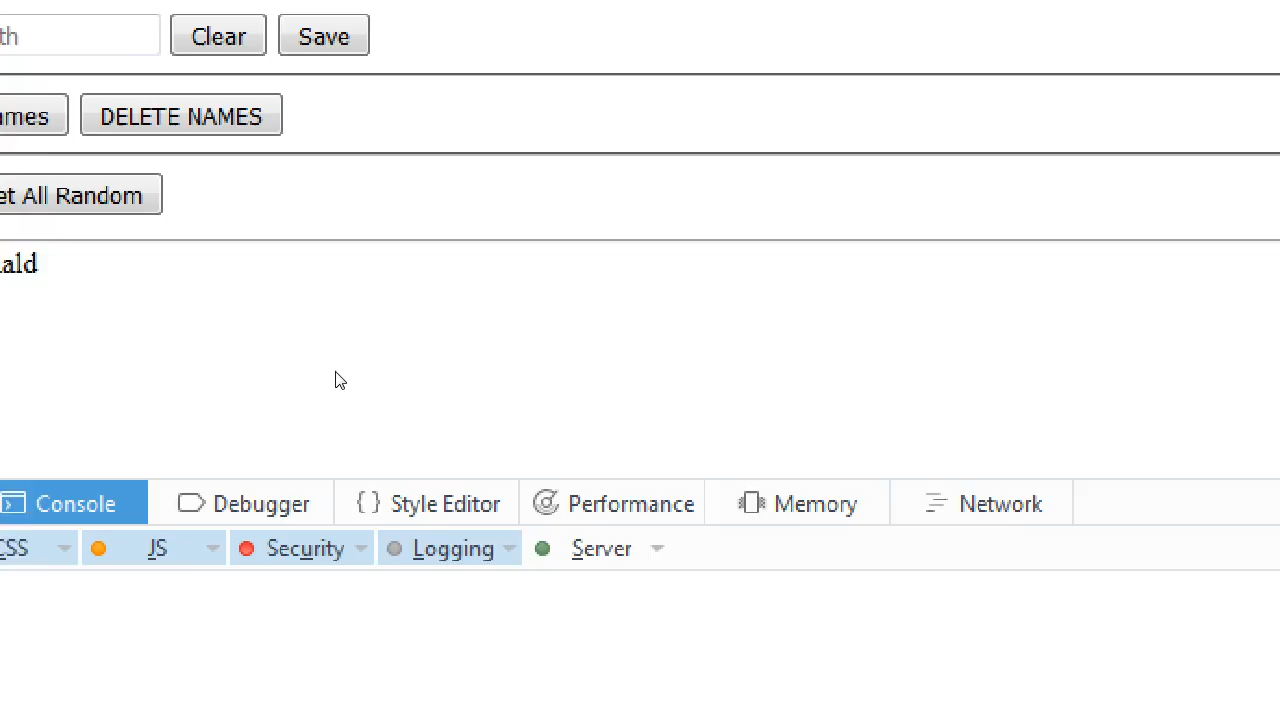 th Clear Save
ames DELETE NAMES
et All Random
ald
Console Debugger Style Editor Performance Memory Network
CSS JS Security Logging Server